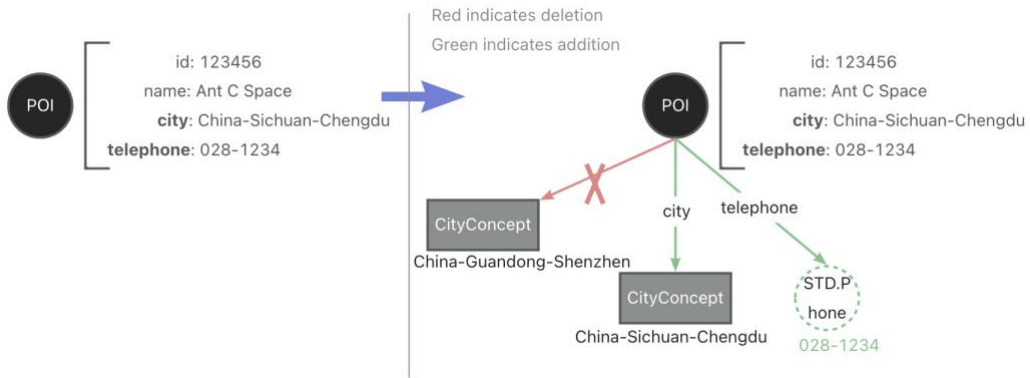 Red indicates deletion
Green indicates addition
POI
id: 123456
name: Ant C Space
city: China-Sichuan-Chengdu
telephone: 028-1234
POI
id: 123456
name: Ant C Space
city: China-Sichuan-Chengdu
telephone: 028-1234
city
telephone
CityConcept
China-Guandong-Shenzhen
CityConcept
China-Sichuan-Chengdu
STD.P
hone
028-1234